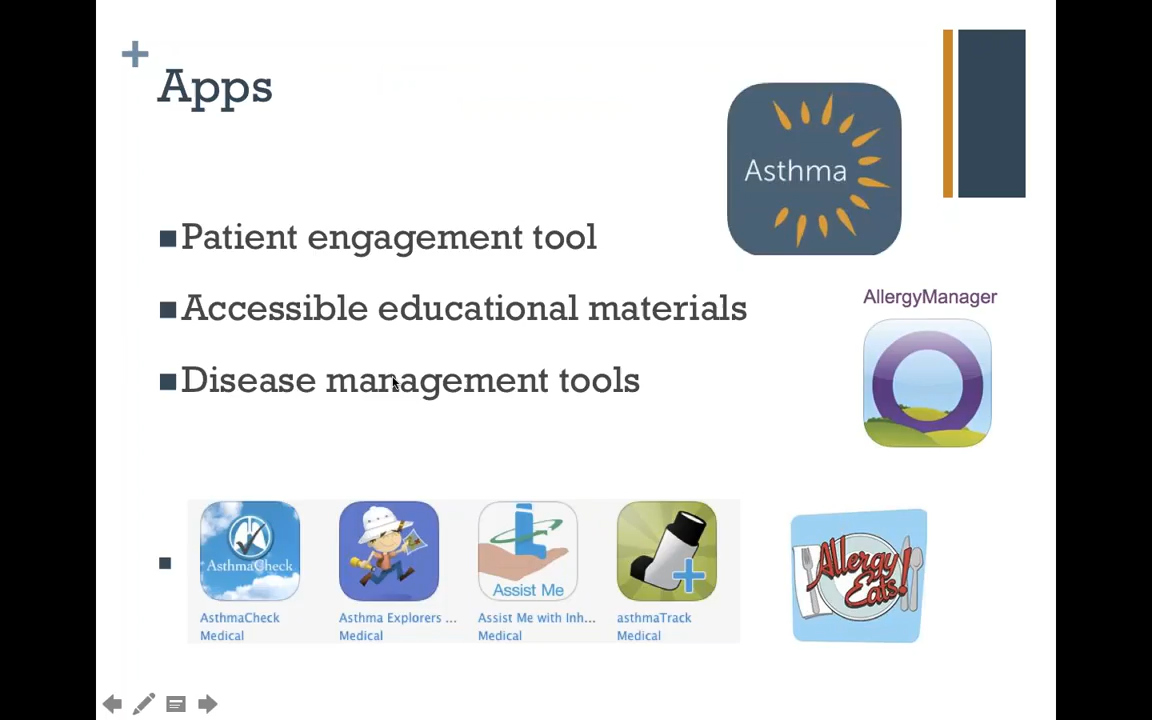 +
Apps
Asthma
Patient engagement tool
AllergyManager
Accessible educational materials
Disease management tools
AsthmaCheck
Assist Me
Allergy
Eats!
AsthmaCheck
Asthma Explorers ...
Assist Me with Inh...
asthmaTrack
Medical
Medical
Medical
Medical